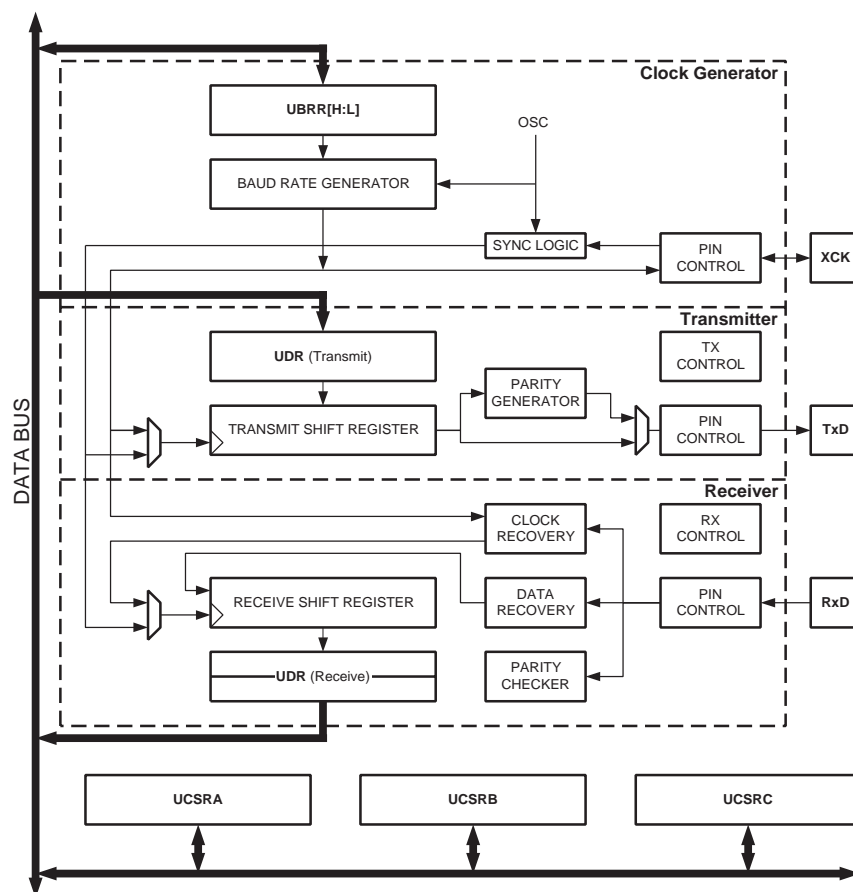 Clock Generator
UBRR[H:L]
OSC
BAUD RATE GENERATOR
SYNC LOGIC
PIN
CONTROL
XCK
Transmitter
UDR (Transmit)
TX
CONTROL
PARITY
GENERATOR
TRANSMIT SHIFT REGISTER
PIN
CONTROL
TxD
DATA BUS
Receiver
CLOCK
RECOVERY
RX
CONTROL
RECEIVE SHIFT REGISTER
DATA
RECOVERY
PIN
CONTROL
RxD
UDR (Receive)
PARITY
CHECKER
UCSRA
UCSRB
UCSRC